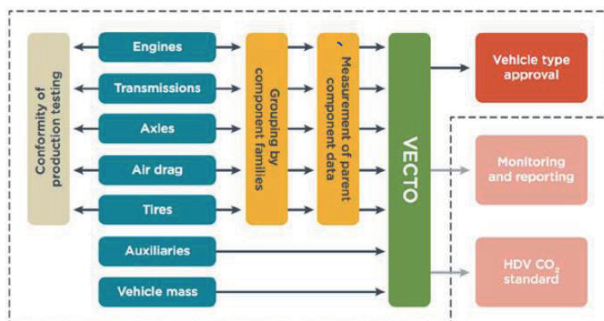 Conformity of
production testing
Engines
Transmissions
Axles
Air drag
Tires
Auxiliaries
Vehicle mass
Grouping by
component families
Measurement of parent
component data
VECTO
Vehicle type
approval
Monitoring
and reporting
HDV CO₂
standard